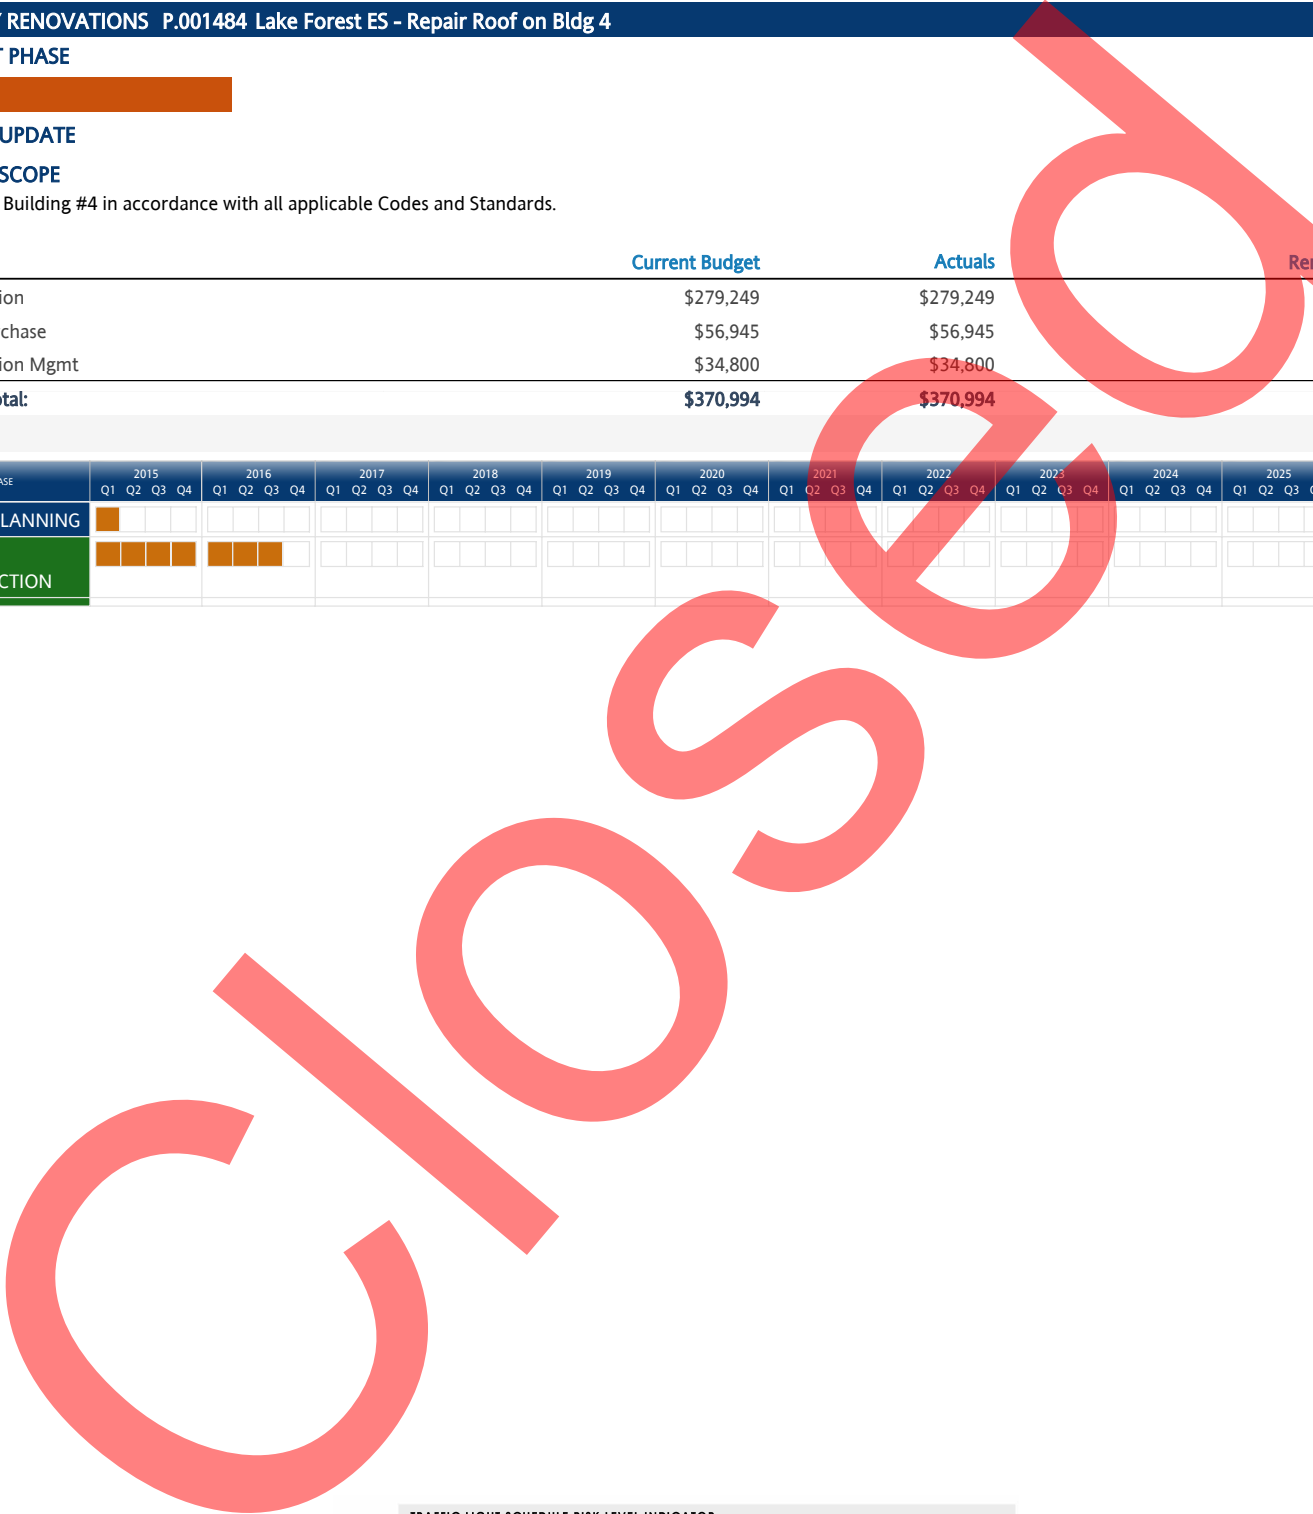 RENOVATIONS P.001484 Lake Forest ES - Repair Roof on Bldg 4
PHASE
UPDATE
SCOPE
Building #4 in accordance with all applicable Codes and Standards.
Current Budget Actuals
ion $279,249 $279,249
chase $56,945 $56,945
ion Mgmt $34,800 $34,800
otal: $370,994 $370,994
2015 2016 2017 2018 2019 2020 2021 2022 2023 2024 2025
ASE Q1 Q2 Q3 Q4 Q1 Q2 Q3 Q4 Q1 Q2 Q3 Q4 Q1 Q2 Q3 Q4 Q1 Q2 Q3 Q4 Q1 Q2 Q3 Q4 Q1 Q2 Q3 Q4 Q1 Q2 Q3 Q4 Q1 Q2 Q3 Q4 Q1 Q2 Q3 Q4 Q1 Q2 Q3
LANNING
CTION
Closed